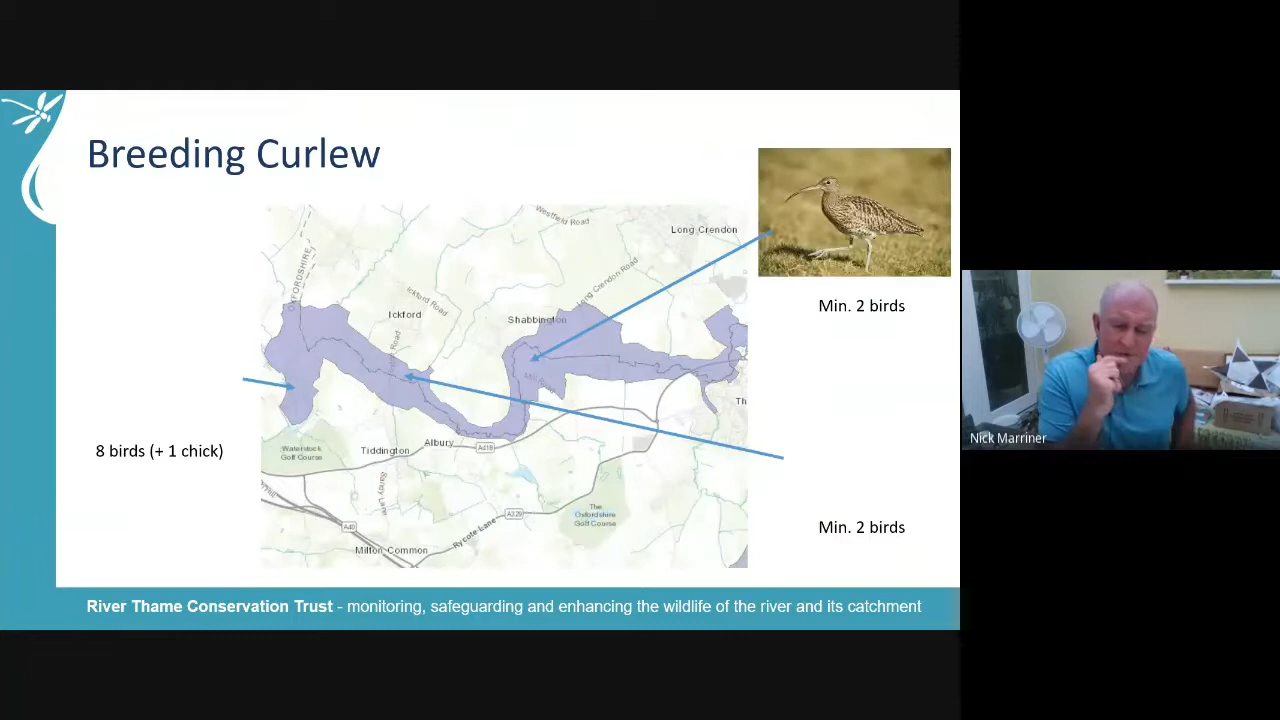 Breeding Curlew
Westfield Road
Long Crendon
Long Crendon Road
Ickford Road
Ickford
Shabbington
Min. 2 birds
8 birds (+ 1 chick)
Waterstock
Golf Course
Tiddington
Albury
A418
Sandy Lane
A329
The
Oxfordshire
Golf Course
A40
Rycote Lane
Milton Common
Min. 2 birds
Nick Marriner
River Thame Conservation Trust - monitoring, safeguarding and enhancing the wildlife of the river and its catchment